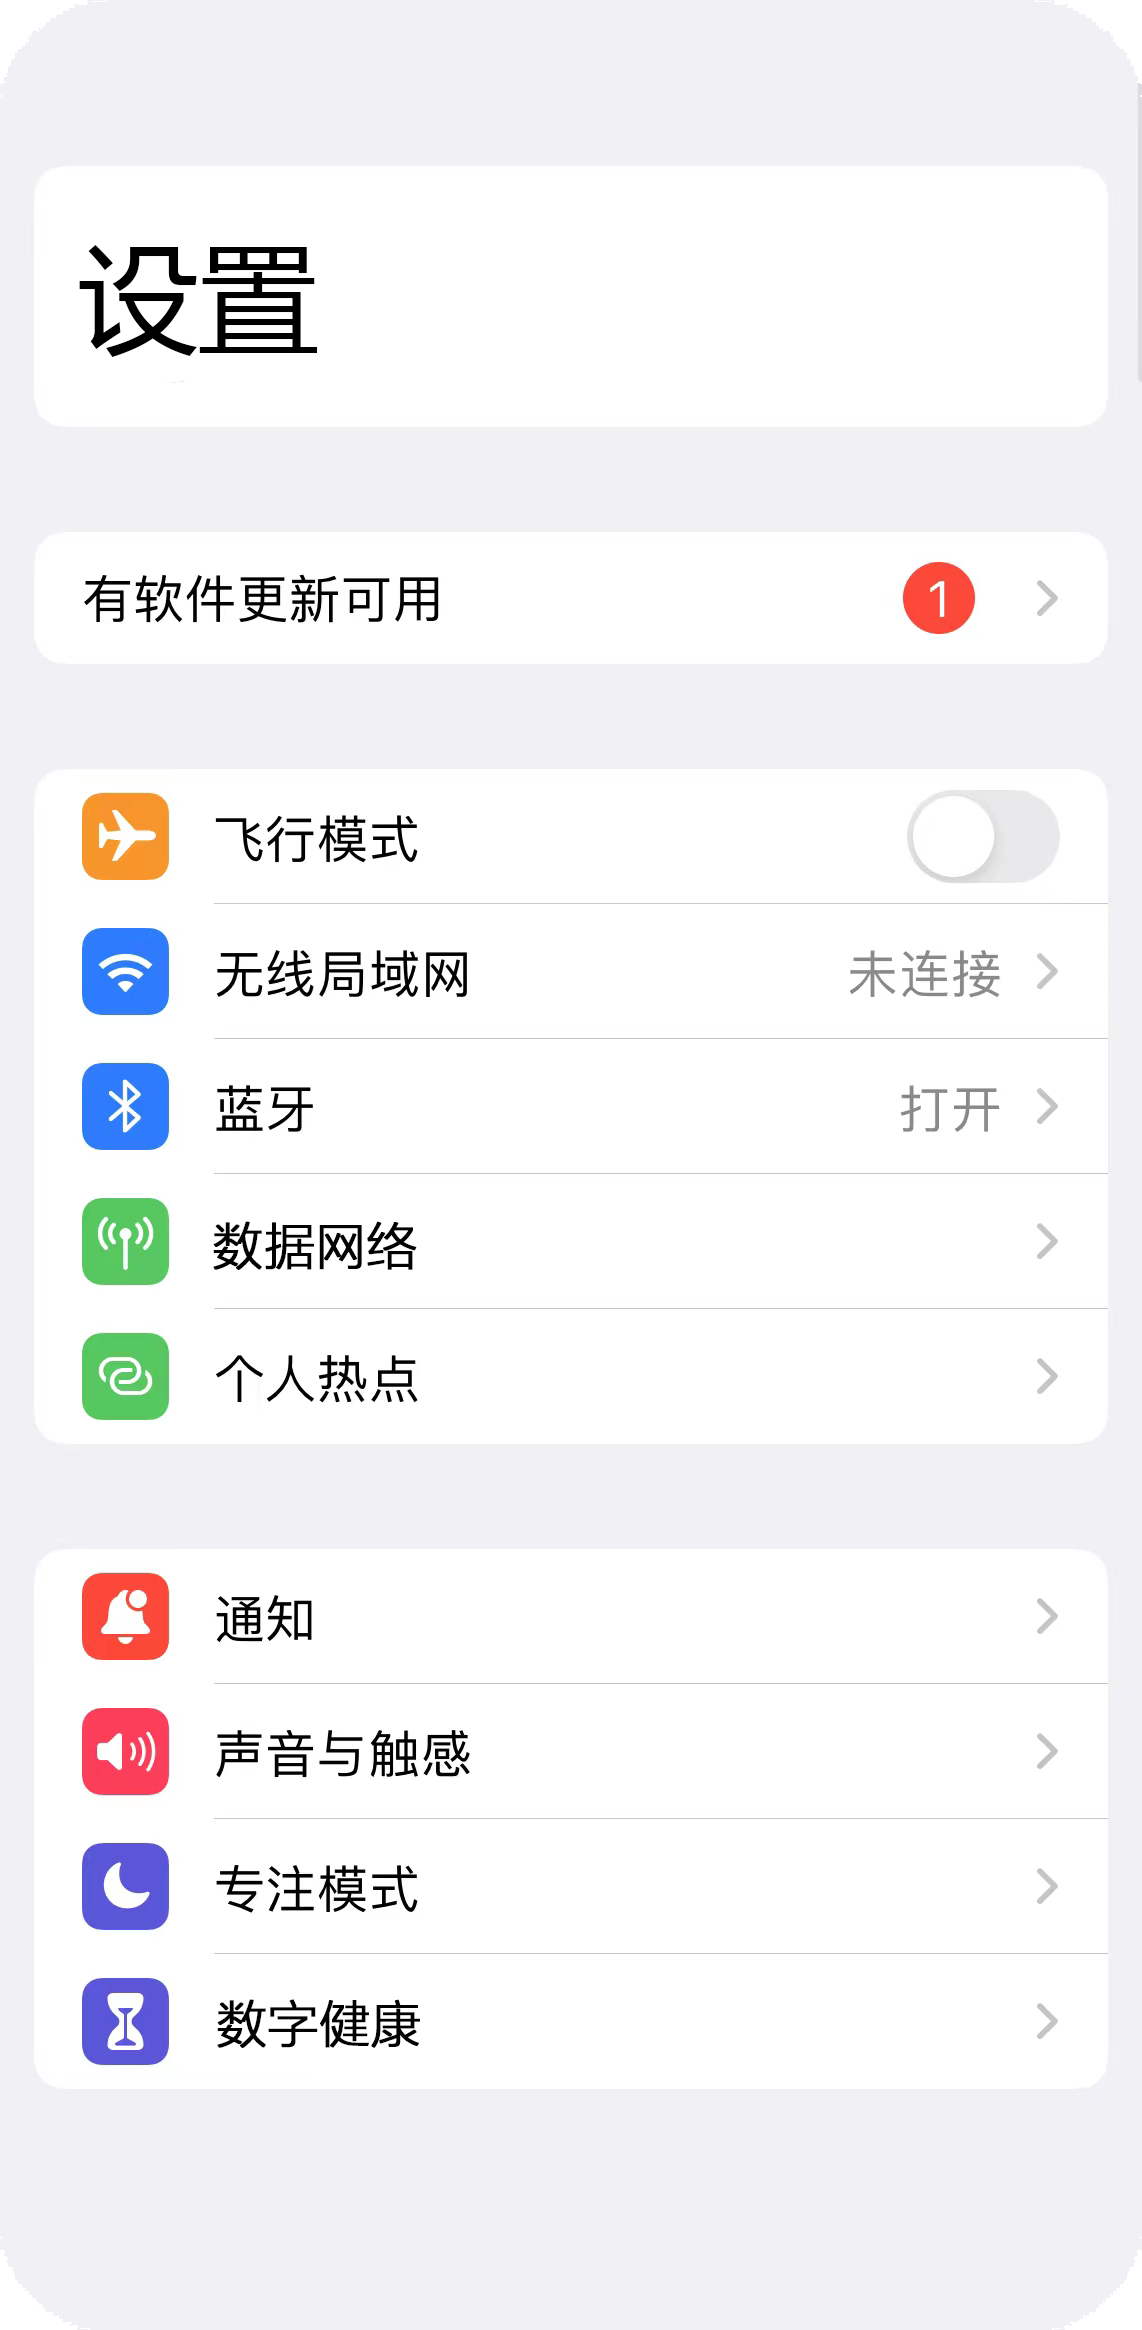 设置
有软件更新可用 1
飞行模式
无线局域网 未连接
蓝牙 打开
数据网络
个人热点
通知
声音与触感
专注模式
数字健康